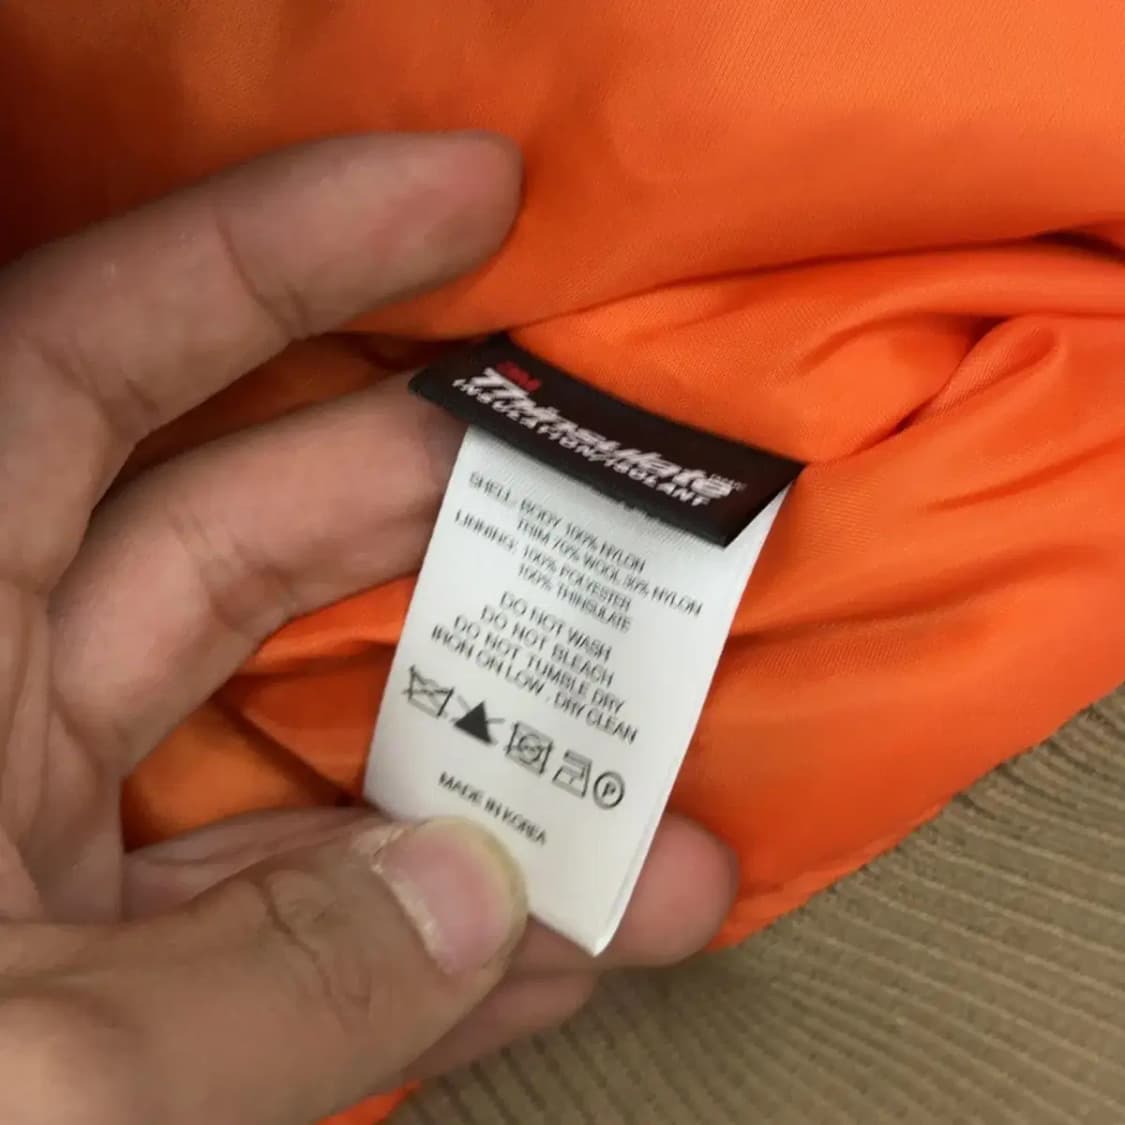 3M
Thinsulate
INSULATION/ISOLANT
SHELL: BODY 100% NYLON
TRIM 70% WOOL 30% NYLON
LINNING: 100% POLYESTER
100% THINSULATE
DO NOT WASH
DO NOT BLEACH
DO NOT TUMBLE DRY
IRON ON LOW . DRY CLEAN
P
MADE IN KOREA